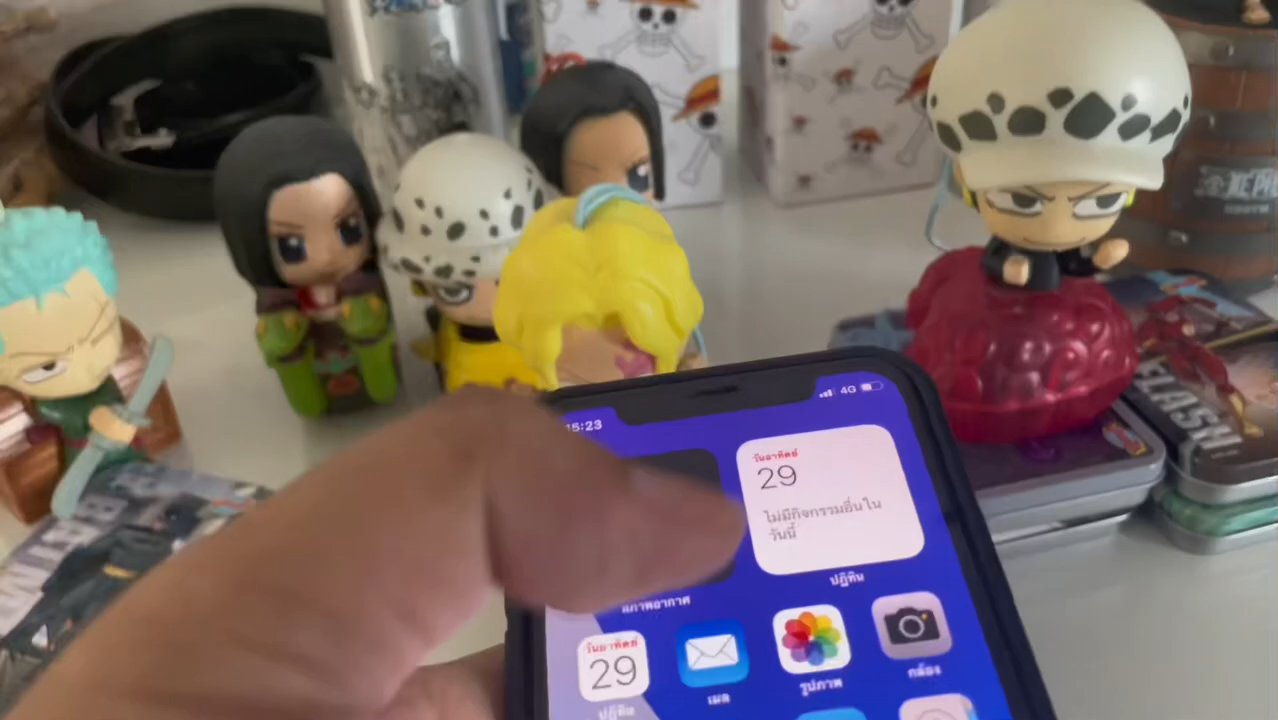 15:23
4G
วันอาทิตย์
29
ไม่มีกิจกรรมอื่นใน
วันนี้
สภาพอากาศ
ปฏิทิน
วันอาทิตย์
29
ปฏิทิน
เมล
รูปภาพ
กล้อง
FLASH